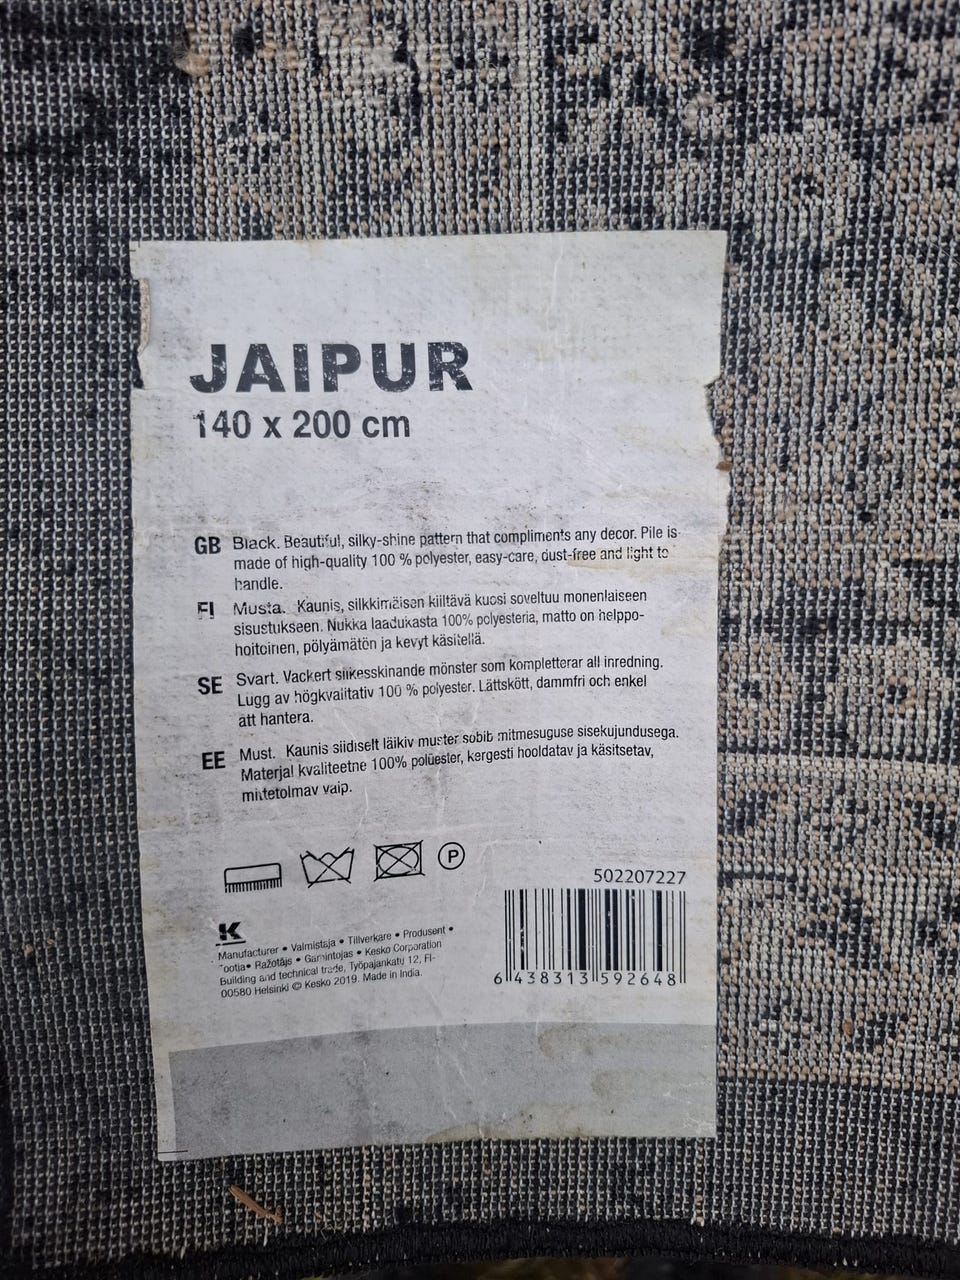 JAIPUR
140 x 200 cm
GB Black. Beautiful, silky-shine pattern that compliments any decor. Pile is
made of high-quality 100 % polyester, easy-care, dust-free and light to
handle.
FI Musta. Kaunis, silkkimäisen kiiltävä kuosi soveltuu monenlaiseen
sisustukseen. Nukka laadukasta 100% polyesteria, matto on helppo-
hoitoinen, pölyämätön ja kevyt käsitellä.
SE Svart. Vackert silkesskinande mönster som kompletterar all inredning.
Lugg av högkvalitativ 100 % polyester. Lättskött, dammfri och enkel
att hantera.
EE Must. Kaunis siidiselt läikiv muster sobib mitmesuguse sisekujundusega.
Materjal kvaliteetne 100% polüester, kergesti hooldatav ja käsitsetav,
mittetolmav vaip.
P
502207227
6 438313 592648
K
Manufacturer • Valmistaja • Tillverkare • Produsent •
Tootja • Ražotājs • Gamintojas • Kesko Corporation
Building and technical trade, Työpajankatu 12, FI-
00580 Helsinki © Kesko 2019. Made in India.